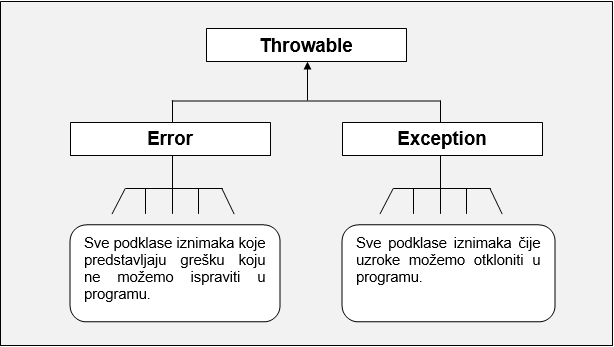 Throwable
Error
Exception
Sve podklase iznimaka koje
predstavljaju grešku koju
ne možemo ispraviti u
programu.
Sve podklase iznimaka čije
uzroke možemo otkloniti u
programu.